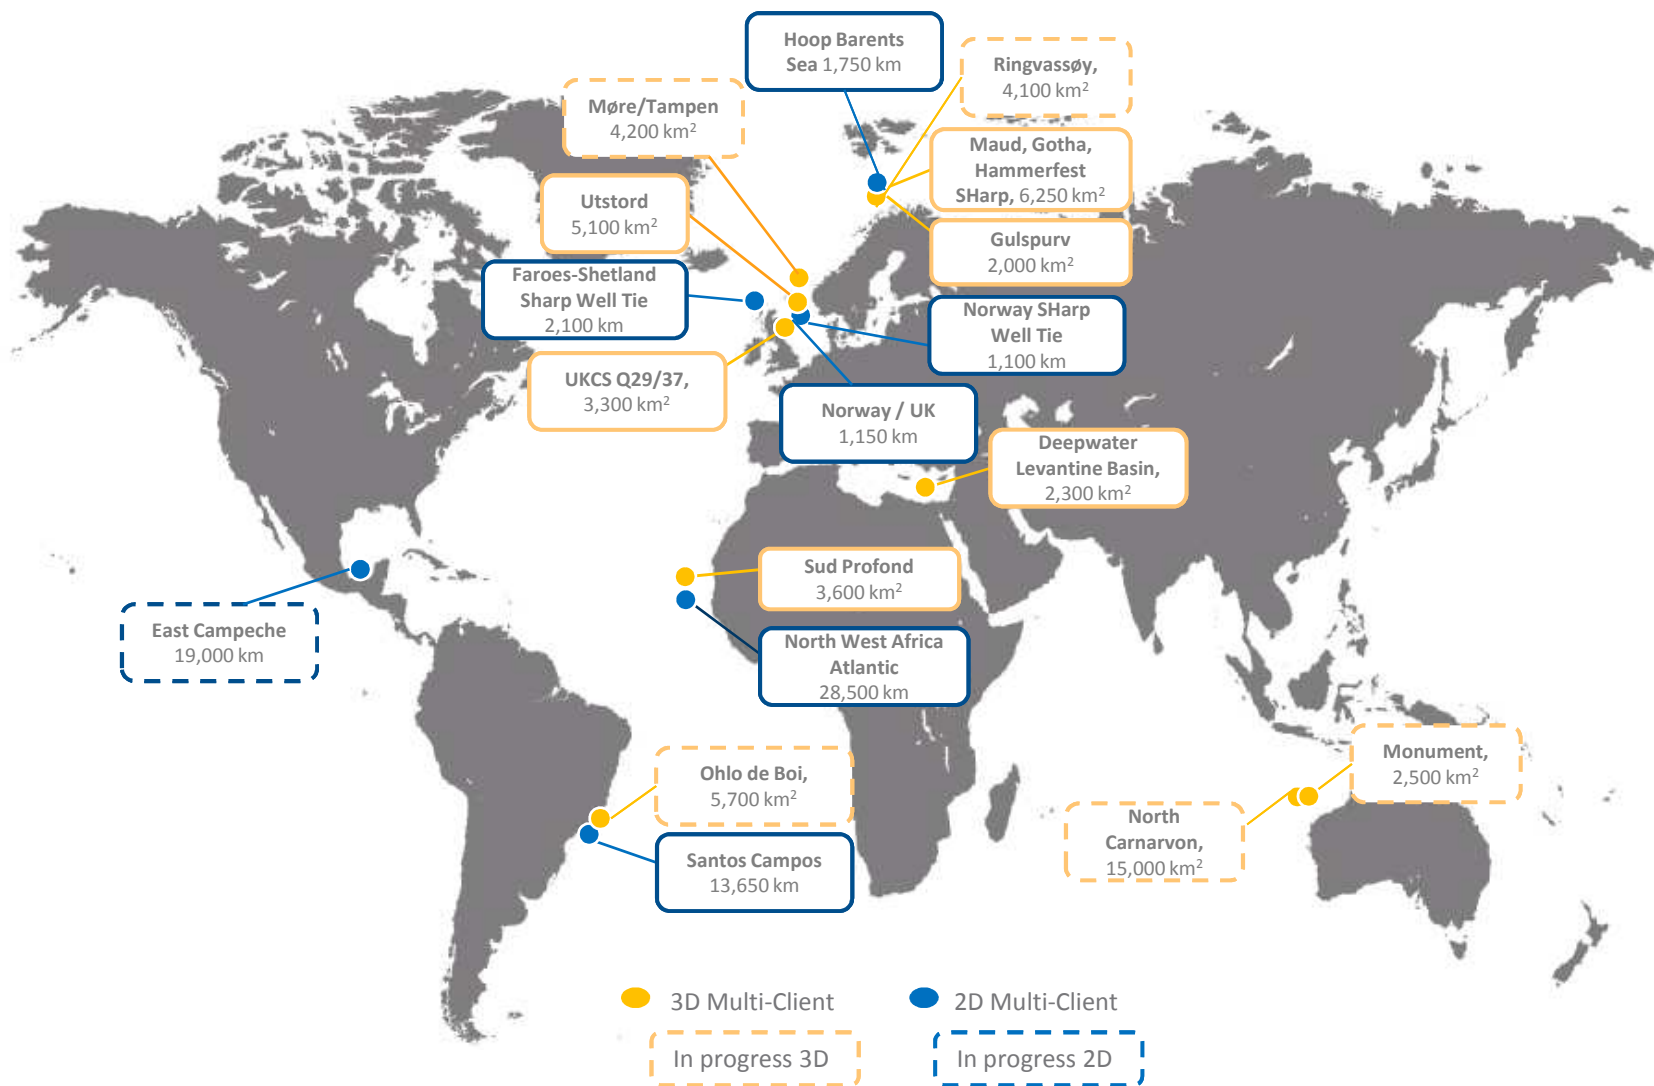 Hoop Barents
Sea 1,750 km
Ringvassøy,
4,100 km²
Møre/Tampen
4,200 km²
Maud, Gotha,
Hammerfest
SHarp, 6,250 km²
Utstord
5,100 km²
Gulspurv
2,000 km²
Faroes-Shetland
Sharp Well Tie
2,100 km
Norway SHarp
Well Tie
1,100 km
UKCS Q29/37,
3,300 km²
Norway / UK
1,150 km
Deepwater
Levantine Basin,
2,300 km²
Sud Profond
3,600 km²
East Campeche
19,000 km
North West Africa
Atlantic
28,500 km
Monument,
2,500 km²
Ohlo de Boi,
5,700 km²
North
Carnarvon,
15,000 km²
Santos Campos
13,650 km
3D Multi-Client
2D Multi-Client
In progress 3D
In progress 2D